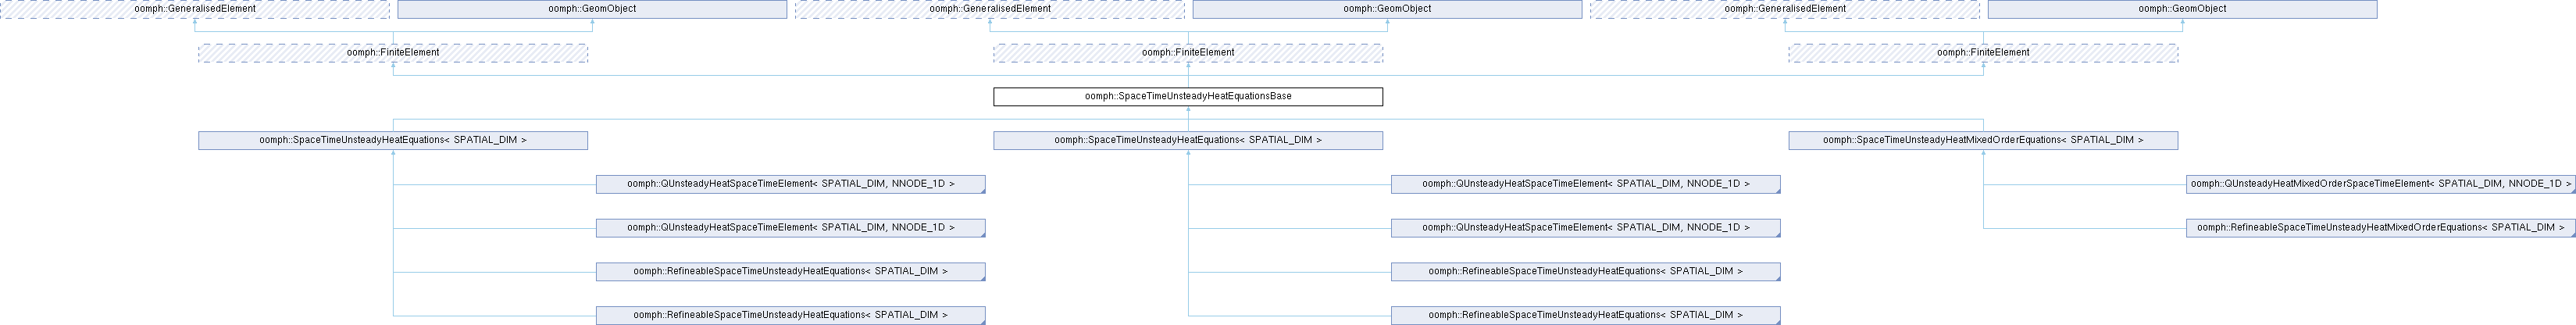 oomph::GeneralisedElement
oomph::GeomObject
oomph::GeneralisedElement
oomph::GeomObject
oomph::GeneralisedElement
oomph::GeomObject
oomph::FiniteElement
oomph::FiniteElement
oomph::FiniteElement
oomph::SpaceTimeUnsteadyHeatEquationsBase
oomph::SpaceTimeUnsteadyHeatEquations< SPATIAL_DIM >
oomph::SpaceTimeUnsteadyHeatEquations< SPATIAL_DIM >
oomph::SpaceTimeUnsteadyHeatMixedOrderEquations< SPATIAL_DIM >
oomph::QUnsteadyHeatSpaceTimeElement< SPATIAL_DIM, NNODE_1D >
oomph::QUnsteadyHeatSpaceTimeElement< SPATIAL_DIM, NNODE_1D >
oomph::QUnsteadyHeatMixedOrderSpaceTimeElement< SPATIAL_DIM, NNODE_1D >
oomph::QUnsteadyHeatSpaceTimeElement< SPATIAL_DIM, NNODE_1D >
oomph::QUnsteadyHeatSpaceTimeElement< SPATIAL_DIM, NNODE_1D >
oomph::RefineableSpaceTimeUnsteadyHeatMixedOrderEquations< SPATIAL_DIM >
oomph::RefineableSpaceTimeUnsteadyHeatEquations< SPATIAL_DIM >
oomph::RefineableSpaceTimeUnsteadyHeatEquations< SPATIAL_DIM >
oomph::RefineableSpaceTimeUnsteadyHeatEquations< SPATIAL_DIM >
oomph::RefineableSpaceTimeUnsteadyHeatEquations< SPATIAL_DIM >